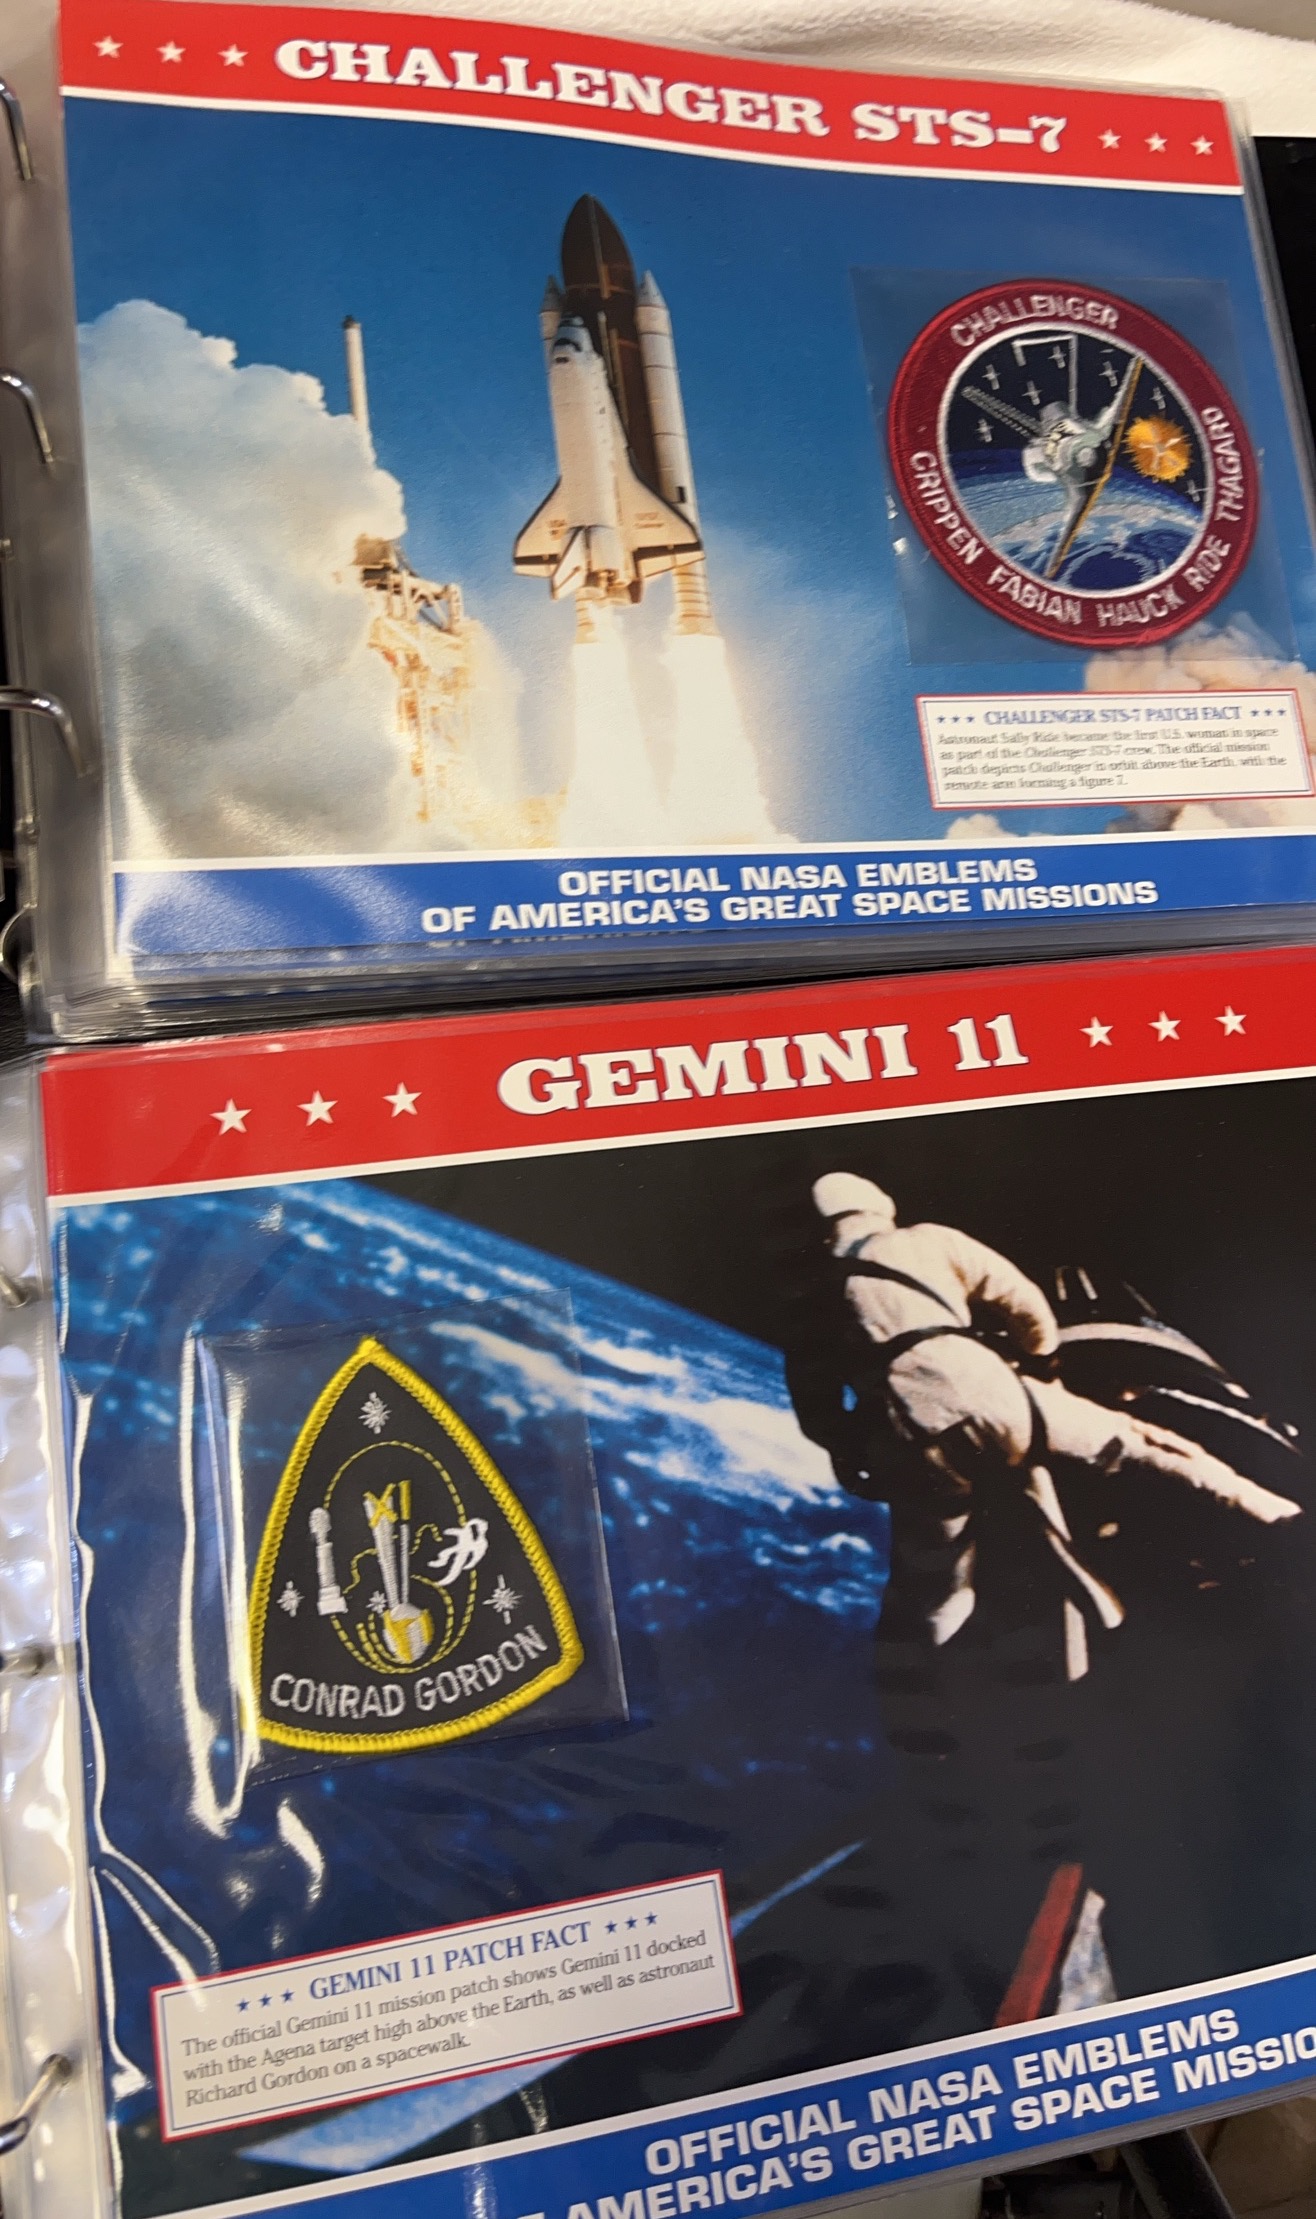 ★ ★ ★ CHALLENGER STS-7 ★ ★ ★
CHALLENGER
CRIPPEN FABIAN HAUCK RIDE THAGARD
★ ★ ★ CHALLENGER STS-7 PATCH FACT ★ ★ ★
Astronaut Sally Ride became the first U.S. woman in space
as part of the Challenger STS-7 crew. The official mission
patch depicts Challenger in orbit above the Earth, with the
remote arm forming a figure 7.
OFFICIAL NASA EMBLEMS
OF AMERICA'S GREAT SPACE MISSIONS
★ ★ ★ GEMINI 11 ★ ★ ★
XI
CONRAD GORDON
★ ★ ★ GEMINI 11 PATCH FACT ★ ★ ★
The official Gemini 11 mission patch shows Gemini 11 docked
with the Agena target high above the Earth, as well as astronaut
Richard Gordon on a spacewalk.
OFFICIAL NASA EMBLEMS
AMERICA'S GREAT SPACE MISSIO